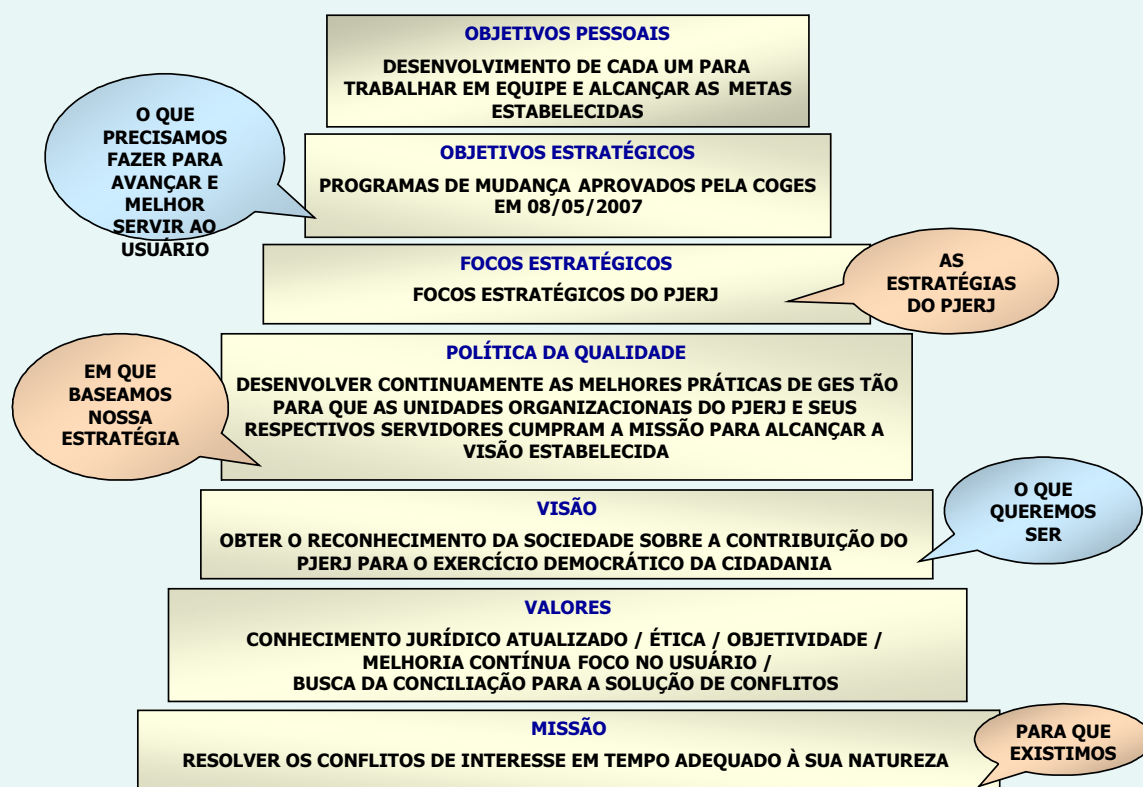 OBJETIVOS PESSOAIS
DESENVOLVIMENTO DE CADA UM PARA
TRABALHAR EM EQUIPE E ALCANÇAR AS METAS
ESTABELECIDAS
O QUE
PRECISAMOS
FAZER PARA
AVANÇAR E
MELHOR
SERVIR AO
USUÁRIO
OBJETIVOS ESTRATÉGICOS
PROGRAMAS DE MUDANÇA APROVADOS PELA COGES
EM 08/05/2007
FOCOS ESTRATÉGICOS
FOCOS ESTRATÉGICOS DO PJERJ
AS
ESTRATÉGIAS
DO PJERJ
POLÍTICA DA QUALIDADE
DESENVOLVER CONTINUAMENTE AS MELHORES PRÁTICAS DE GES TÃO
PARA QUE AS UNIDADES ORGANIZACIONAIS DO PJERJ E SEUS
RESPECTIVOS SERVIDORES CUMPRAM A MISSÃO PARA ALCANÇAR A
VISÃO ESTABELECIDA
EM QUE
BASEAMOS
NOSSA
ESTRATÉGIA
VISÃO
OBTER O RECONHECIMENTO DA SOCIEDADE SOBRE A CONTRIBUIÇÃO DO
PJERJ PARA O EXERCÍCIO DEMOCRÁTICO DA CIDADANIA
O QUE
QUEREMOS
SER
VALORES
CONHECIMENTO JURÍDICO ATUALIZADO / ÉTICA / OBJETIVIDADE /
MELHORIA CONTÍNUA FOCO NO USUÁRIO /
BUSCA DA CONCILIAÇÃO PARA A SOLUÇÃO DE CONFLITOS
MISSÃO
RESOLVER OS CONFLITOS DE INTERESSE EM TEMPO ADEQUADO À SUA NATUREZA
PARA QUE
EXISTIMOS